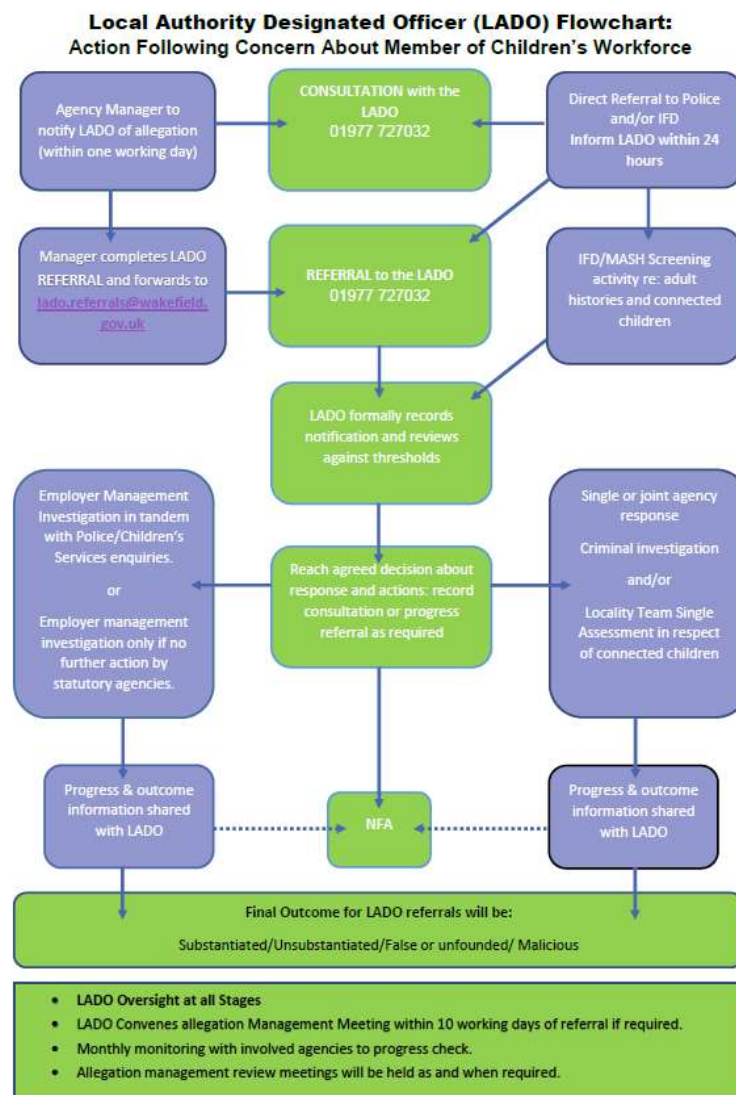 Local Authority Designated Officer (LADO) Flowchart:
Action Following Concern About Member of Children's Workforce
Agency Manager to
notify LADO of allegation
(within one working day)
CONSULTATION with the
LADO
01977 727032
Direct Referral to Police
and/or IFD
Inform LADO within 24
hours
Manager completes LADO
REFERRAL and forwards to
lado.referrals@wakefield.
gov.uk
REFERRAL to the LADO
01977 727032
IFD/MASH Screening
activity re: adult
histories and connected
children
LADO formally records
notification and reviews
against thresholds
Employer Management
Investigation in tandem
with Police/Children's
Services enquiries.
or
Employer management
investigation only if no
further action by
statutory agencies.
Reach agreed decision about
response and actions: record
consultation or progress
referral as required
Single or joint agency
response
Criminal investigation
and/or
Locality Team Single
Assessment in respect
of connected children
Progress & outcome
information shared
with LADO
NFA
Progress & outcome
information shared
with LADO
Final Outcome for LADO referrals will be:
Substantiated/Unsubstantiated/False or unfounded/ Malicious
• LADO Oversight at all Stages
• LADO Convenes allegation Management Meeting within 10 working days of referral if required.
• Monthly monitoring with involved agencies to progress check.
• Allegation management review meetings will be held as and when required.